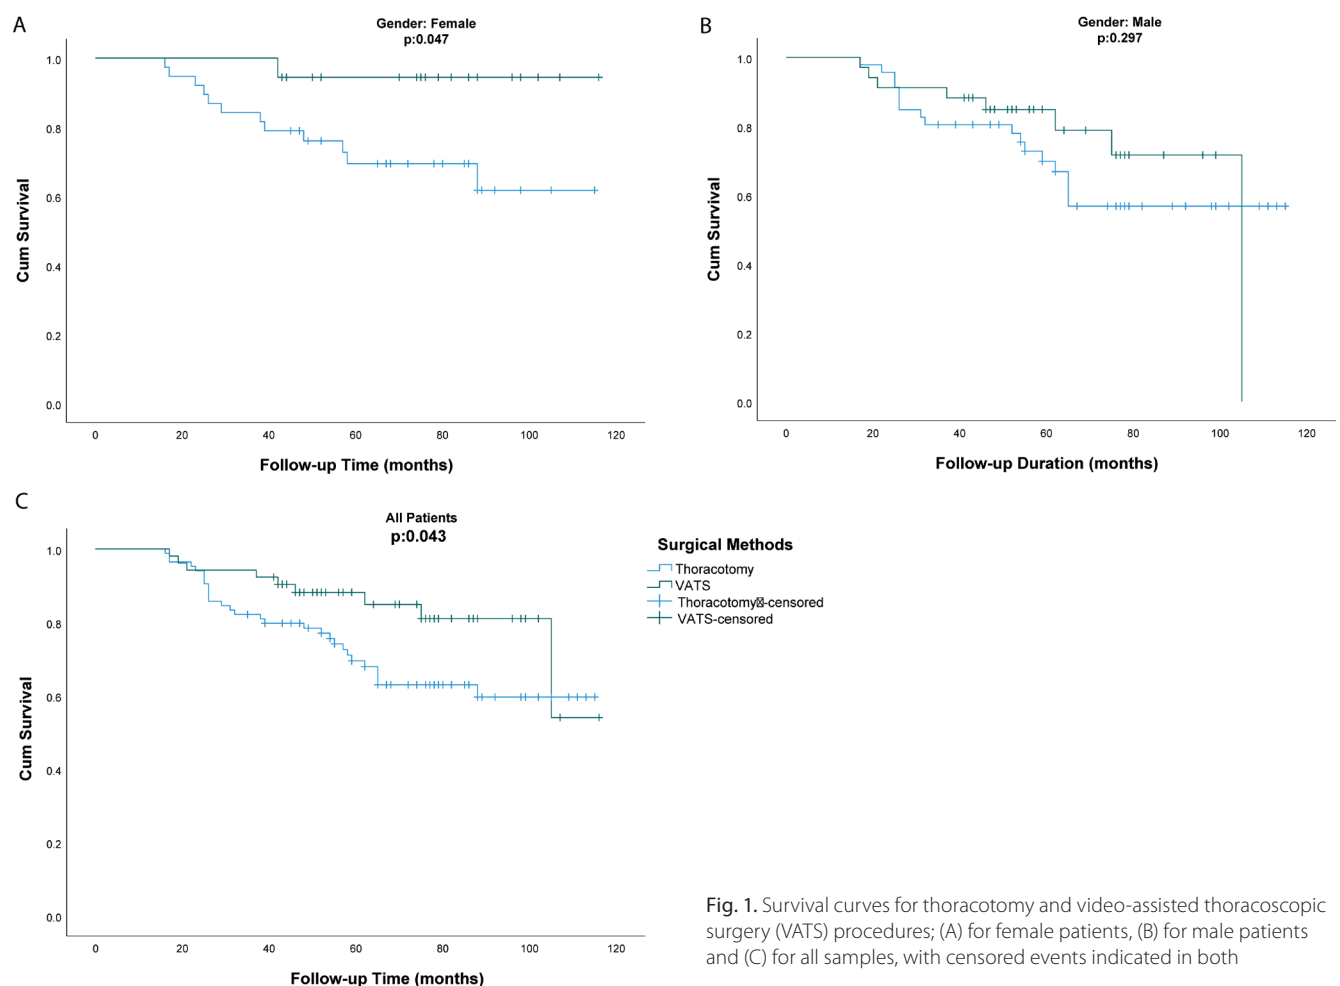 A
Gender: Female
p:0.047
1.0
0.8
0.6
0.4
0.2
0.0
Cum Survival
0 20 40 60 80 100 120
Follow-up Time (months)
B
Gender: Male
p:0.297
1.0
0.8
0.6
0.4
0.2
0.0
Cum Survival
0 20 40 60 80 100 120
Follow-up Duration (months)
C
All Patients
p:0.043
1.0
0.8
0.6
0.4
0.2
0.0
Cum Survival
0 20 40 60 80 100 120
Follow-up Time (months)
Surgical Methods
Thoracotomy
VATS
Thoracotomy-censored
VATS-censored
Fig. 1. Survival curves for thoracotomy and video-assisted thoracoscopic
surgery (VATS) procedures; (A) for female patients, (B) for male patients
and (C) for all samples, with censored events indicated in both